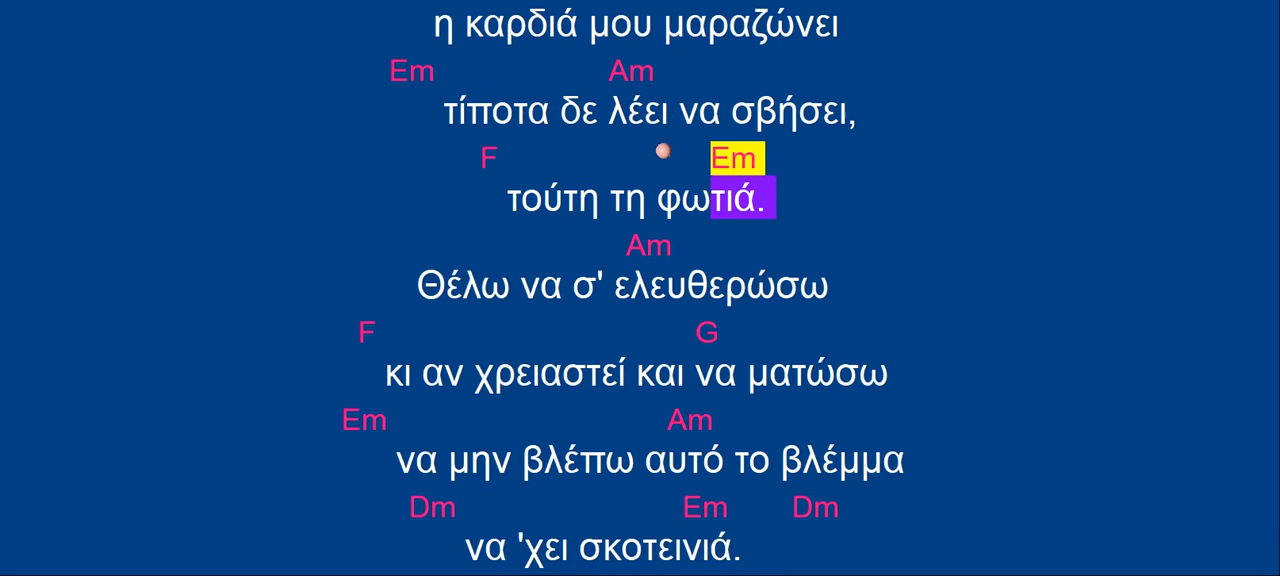 η καρδιά μου μαραζώνει
Em Am
τίποτα δε λέει να σβήσει,
F Em
τούτη τη φωτιά.
Am
Θέλω να σ' ελευθερώσω
F G
κι αν χρειαστεί και να ματώσω
Em Am
να μην βλέπω αυτό το βλέμμα
Dm Em Dm
να 'χει σκοτεινιά.